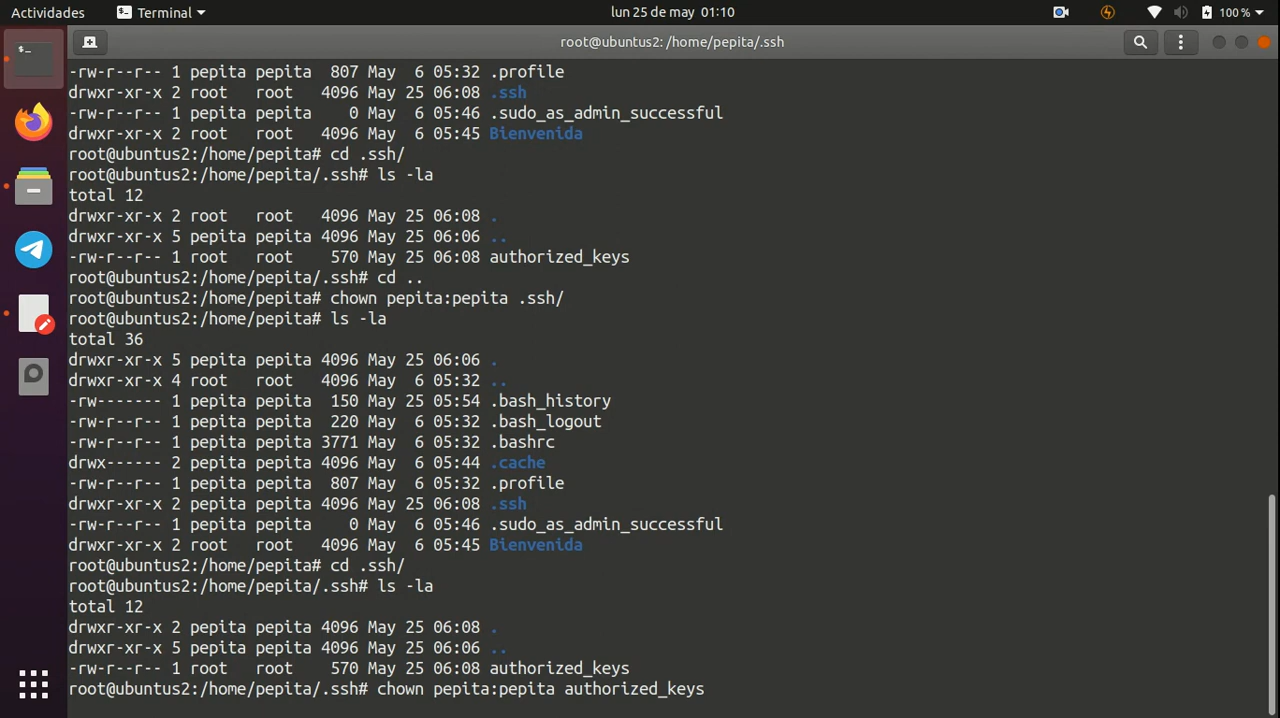 Actividades Terminal lun 25 de may 01:10 100 %
root@ubuntus2: /home/pepita/.ssh
-rw-r--r-- 1 pepita pepita  807 May  6 05:32 .profile
drwxr-xr-x 2 root   root   4096 May 25 06:08 .ssh
-rw-r--r-- 1 pepita pepita    0 May  6 05:46 .sudo_as_admin_successful
drwxr-xr-x 2 root   root   4096 May  6 05:45 Bienvenida
root@ubuntus2:/home/pepita# cd .ssh/
root@ubuntus2:/home/pepita/.ssh# ls -la
total 12
drwxr-xr-x 2 root   root   4096 May 25 06:08 .
drwxr-xr-x 5 pepita pepita 4096 May 25 06:06 ..
-rw-r--r-- 1 root   root    570 May 25 06:08 authorized_keys
root@ubuntus2:/home/pepita/.ssh# cd ..
root@ubuntus2:/home/pepita# chown pepita:pepita .ssh/
root@ubuntus2:/home/pepita# ls -la
total 36
drwxr-xr-x 5 pepita pepita 4096 May 25 06:06 .
drwxr-xr-x 4 root   root   4096 May  6 05:32 ..
-rw------- 1 pepita pepita  150 May 25 05:54 .bash_history
-rw-r--r-- 1 pepita pepita  220 May  6 05:32 .bash_logout
-rw-r--r-- 1 pepita pepita 3771 May  6 05:32 .bashrc
drwx------ 2 pepita pepita 4096 May  6 05:44 .cache
-rw-r--r-- 1 pepita pepita  807 May  6 05:32 .profile
drwxr-xr-x 2 pepita pepita 4096 May 25 06:08 .ssh
-rw-r--r-- 1 pepita pepita    0 May  6 05:46 .sudo_as_admin_successful
drwxr-xr-x 2 root   root   4096 May  6 05:45 Bienvenida
root@ubuntus2:/home/pepita# cd .ssh/
root@ubuntus2:/home/pepita/.ssh# ls -la
total 12
drwxr-xr-x 2 pepita pepita 4096 May 25 06:08 .
drwxr-xr-x 5 pepita pepita 4096 May 25 06:06 ..
-rw-r--r-- 1 root   root    570 May 25 06:08 authorized_keys
root@ubuntus2:/home/pepita/.ssh# chown pepita:pepita authorized_keys